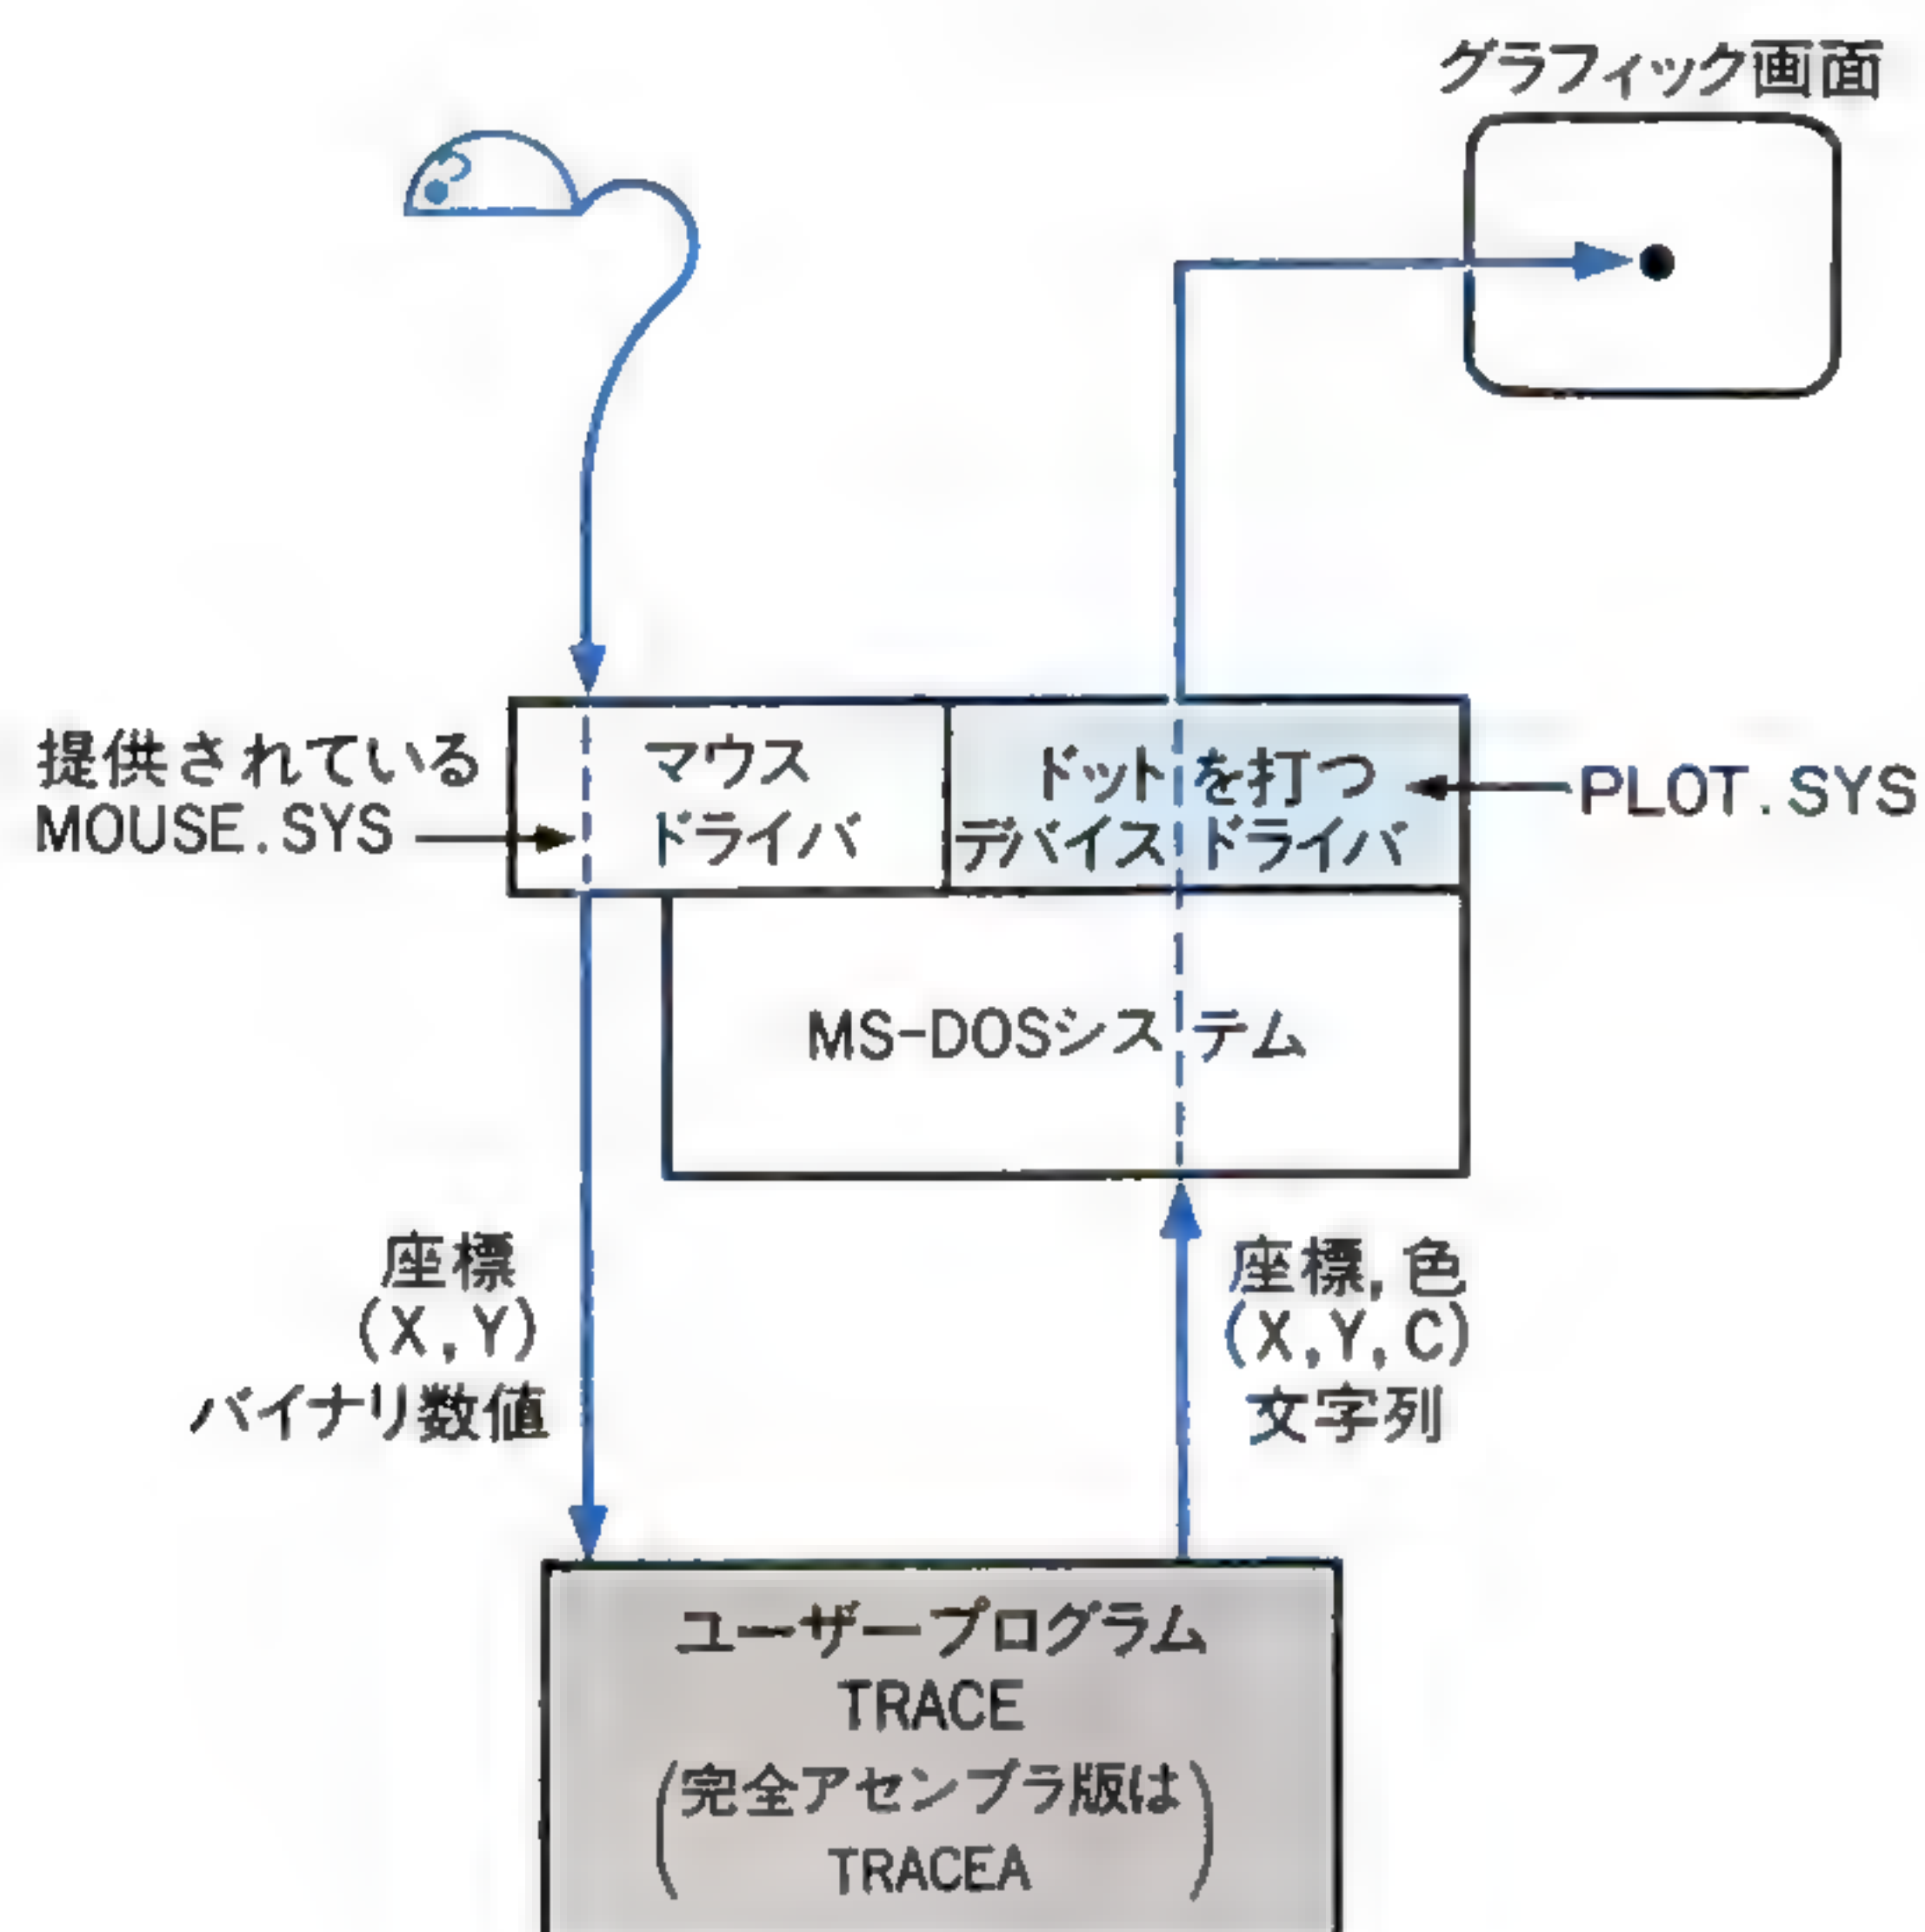 グラフィック画面
提供されている
MOUSE.SYS
マウス
ドライバ
ドットを打つ
デバイスドライバ
PLOT.SYS
MS-DOSシステム
座標
(X,Y)
バイナリ数値
座標,色
(X,Y,C)
文字列
ユーザープログラム
TRACE
(完全アセンブラ版は
TRACEA)